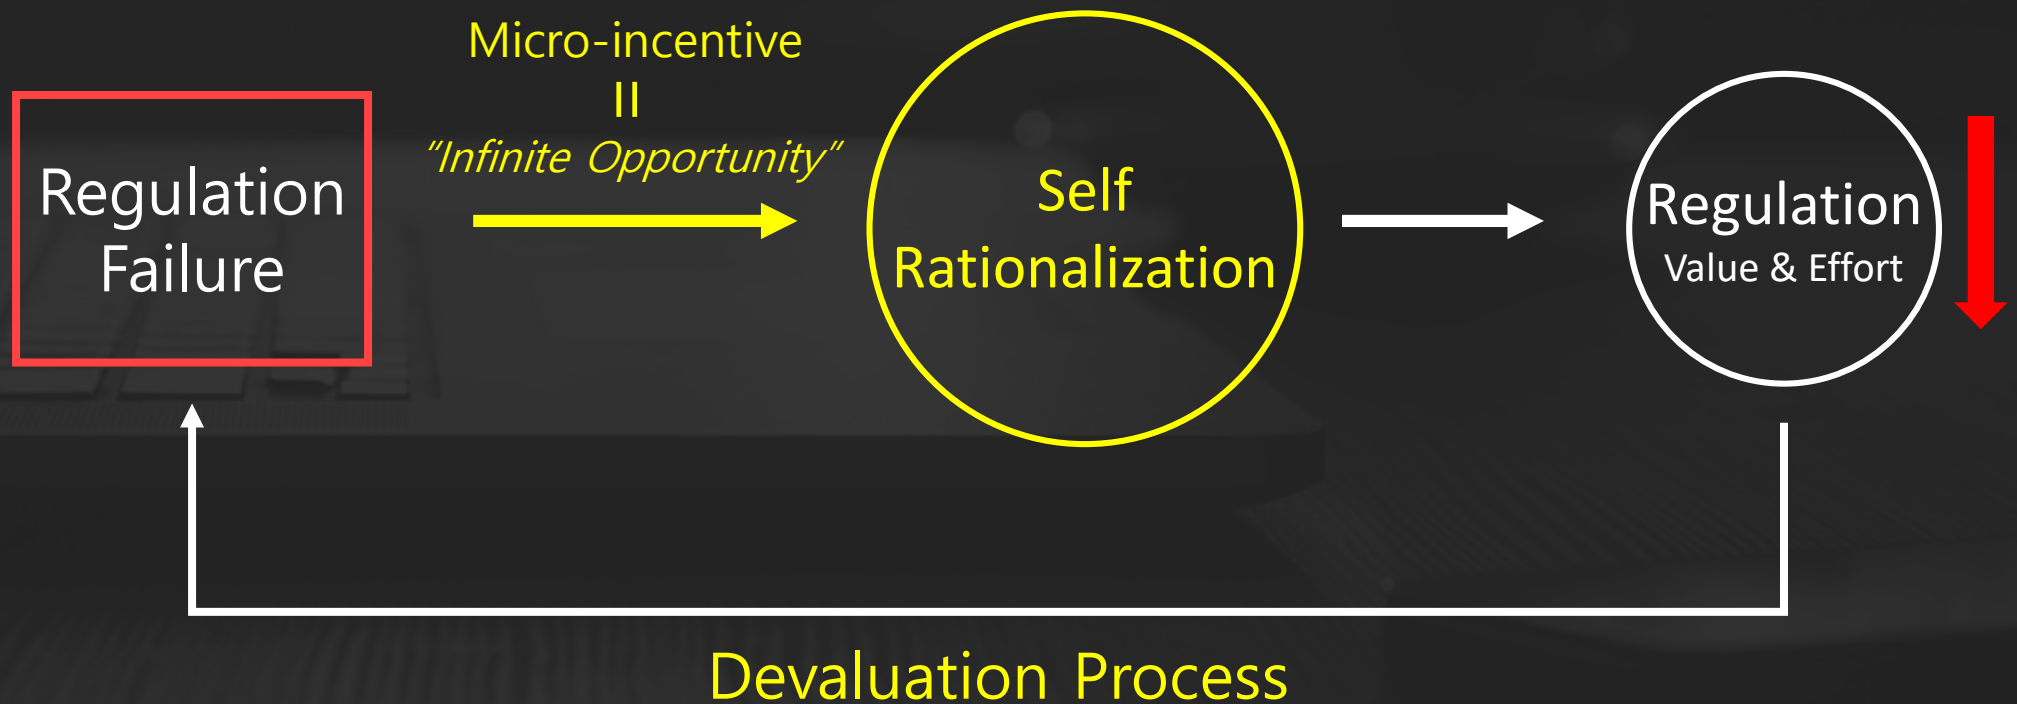 Micro-incentive
II
“Infinite Opportunity”
Regulation
Failure
Self
Rationalization
Regulation
Value & Effort
Devaluation Process